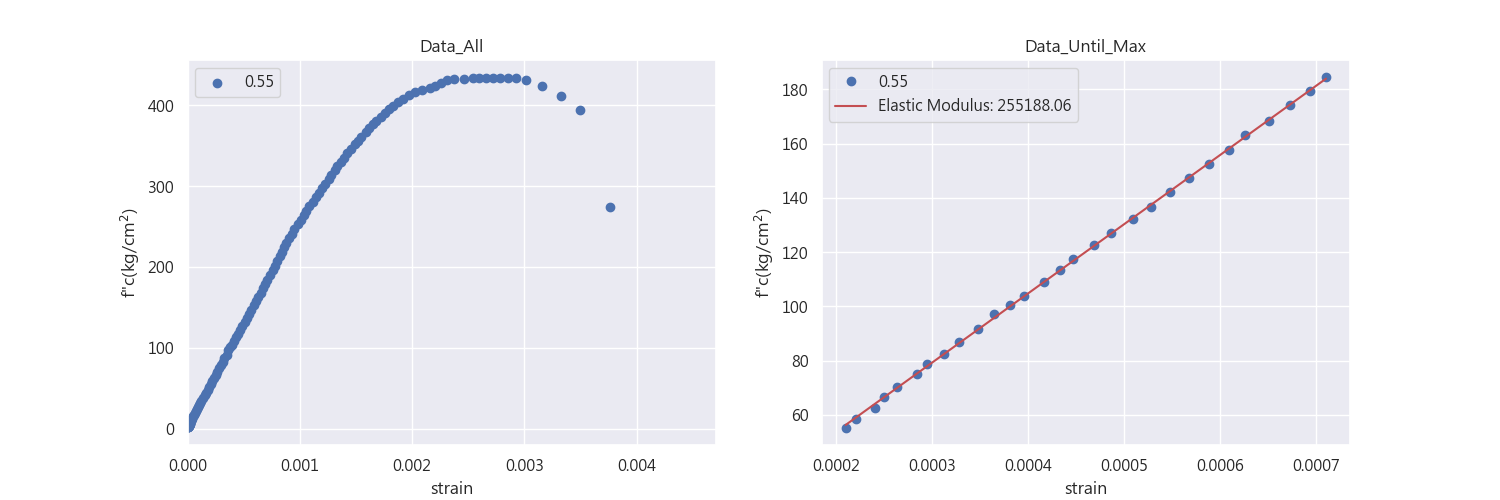 Data_All
0.55
400
300
200
100
0
f"c(kg/cm²)
0.000 0.001 0.002 0.003 0.004
strain
Data_Until_Max
0.55
Elastic Modulus: 255188.06
180
160
140
120
100
80
60
f"c(kg/cm²)
0.0002 0.0003 0.0004 0.0005 0.0006 0.0007
strain